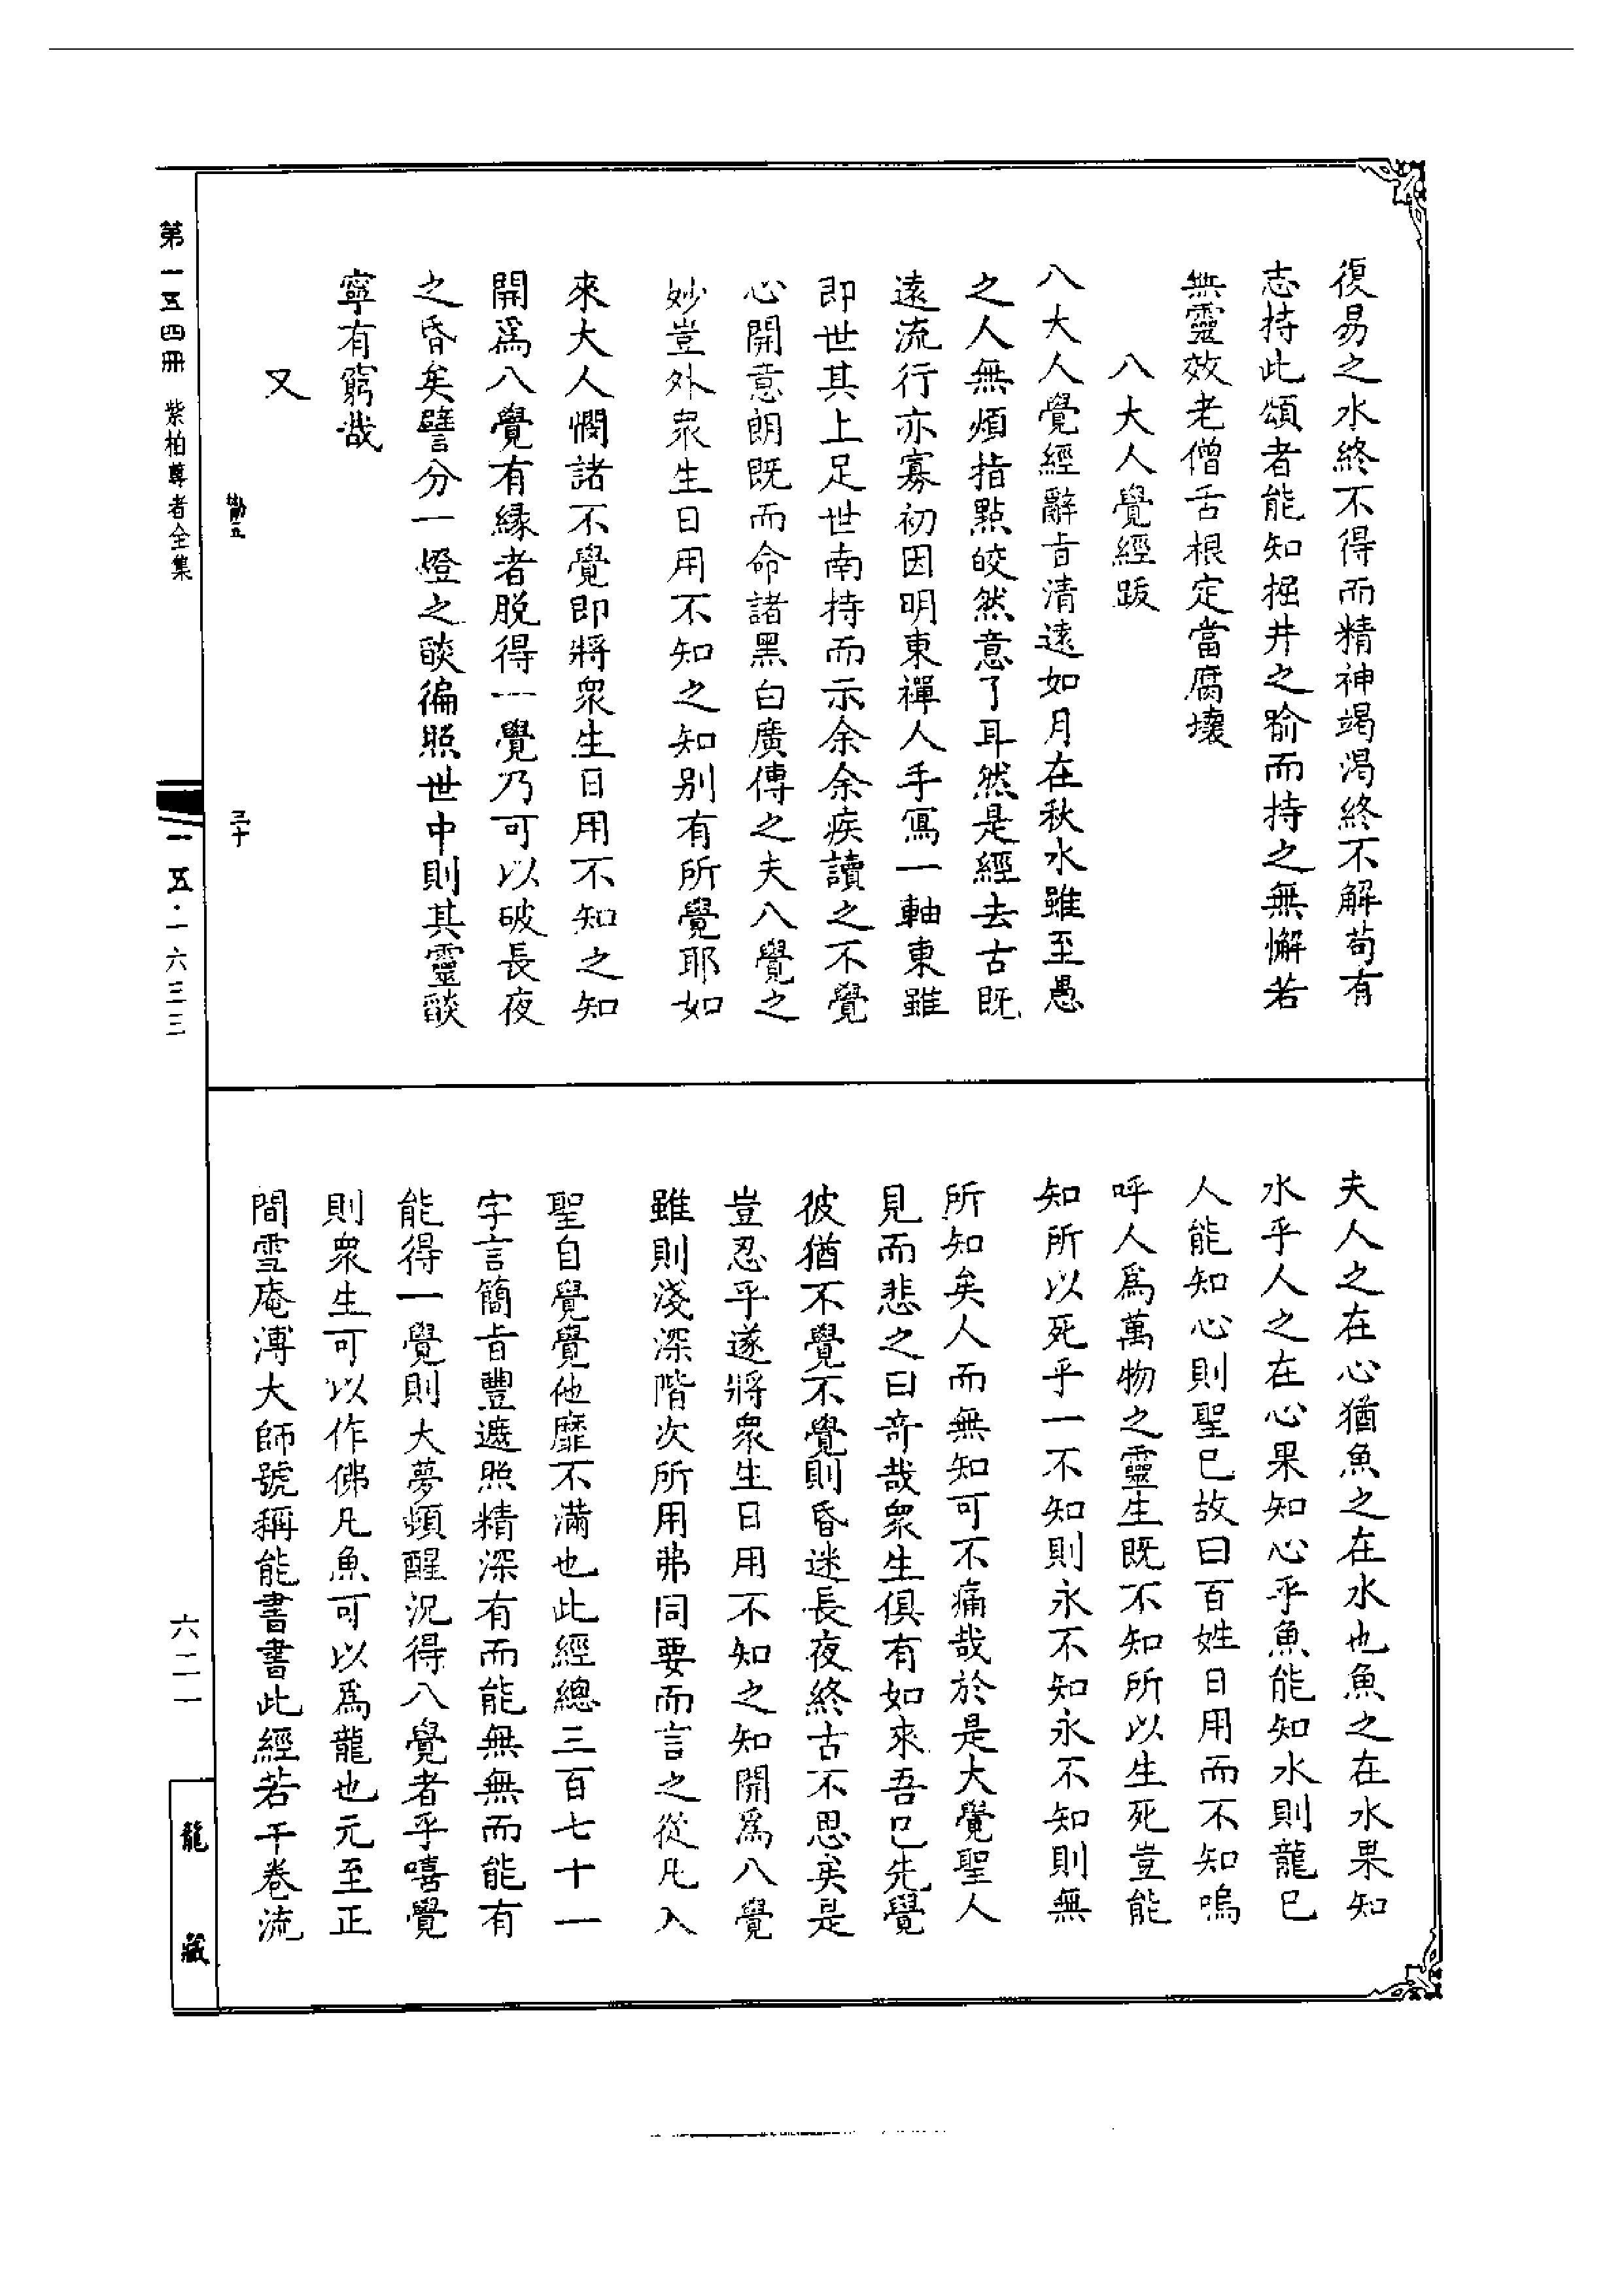 復易之水終不得而精神竭渴終不解苟有
志持此頌者能知掘井之喻而持之無懈若
無靈效老僧舌根定當腐壞
八大人覺經跋
八大人覺經辭旨清遠如月在秋水雖至愚
之人無煩指點皎然意了耳然是經去古既
遠流行亦寡初因明東禪人手寫一軸東雖
即世其上足世南持而示余余疾讀之不覺
心開意朗既而命諸黑白廣傳之夫八覺之
妙豈外衆生日用不知之知别有所覺耶如
來大人憫諸不覺即將衆生日用不知之知
開爲八覺有緣者脱得一覺乃可以破長夜
之昏矣譬分一燈之燄徧照世中則其靈燄
寧有窮哉
又
夫人之在心猶魚之在水也魚之在水果知
水乎人之在心果知心乎魚能知水則龍巳
人能知心則聖巳故曰百姓日用而不知嗚
呼人爲萬物之靈生既不知所以生死豈能
知所以死乎一不知則永不知永不知則無
所知矣人而無知可不痛哉於是大覺聖人
見而悲之曰奇哉衆生俱有如來吾巳先覺
彼猶不覺不覺則昏迷長夜終古不思矣是
豈忍乎遂將衆生日用不知之知開爲八覺
雖則淺深階次所用弗同要而言之從凡入
聖自覺覺他靡不滿也此經總三百七十一
字言簡旨豐遮照精深有而能無無而能有
能得一覺則大夢頓醒况得八覺者乎嘻覺
則衆生可以作佛凡魚可以爲龍也元至正
間雪庵溥大師號稱能書書此經若干卷流
第一五四冊 紫柏尊者全集
勘五
三十
一五·一六三三
六二一
龍藏